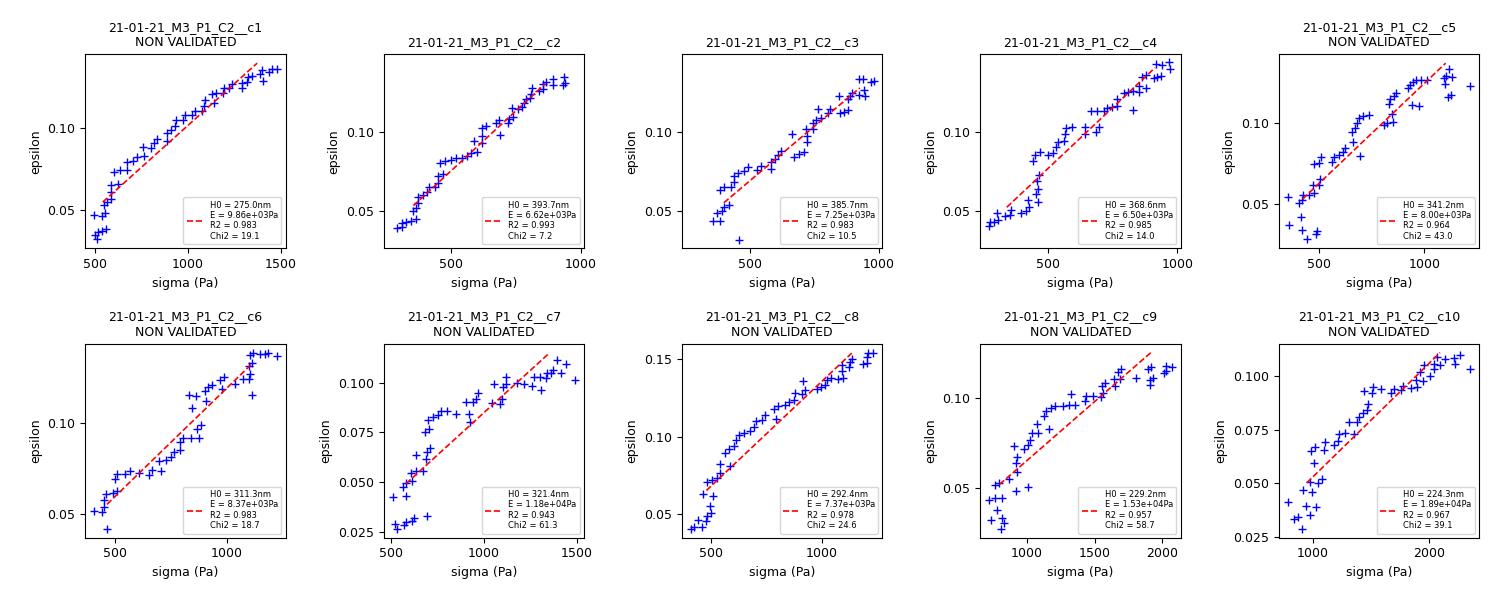 21-01-21_M3_P1_C2__c1
NON VALIDATED
0.10
0.05
epsilon
500 1000 1500
sigma (Pa)
H0 = 275.0nm
E = 9.86e+03Pa
R2 = 0.983
Chi2 = 19.1
21-01-21_M3_P1_C2__c2
0.10
0.05
epsilon
500 1000
sigma (Pa)
H0 = 393.7nm
E = 6.62e+03Pa
R2 = 0.993
Chi2 = 7.2
21-01-21_M3_P1_C2__c3
0.10
0.05
epsilon
500 1000
sigma (Pa)
H0 = 385.7nm
E = 7.25e+03Pa
R2 = 0.983
Chi2 = 10.5
21-01-21_M3_P1_C2__c4
0.10
0.05
epsilon
500 1000
sigma (Pa)
H0 = 368.6nm
E = 6.50e+03Pa
R2 = 0.985
Chi2 = 14.0
21-01-21_M3_P1_C2__c5
NON VALIDATED
0.10
0.05
epsilon
500 1000
sigma (Pa)
H0 = 341.2nm
E = 8.00e+03Pa
R2 = 0.964
Chi2 = 43.0
21-01-21_M3_P1_C2__c6
NON VALIDATED
0.10
0.05
epsilon
500 1000
sigma (Pa)
H0 = 311.3nm
E = 8.37e+03Pa
R2 = 0.983
Chi2 = 18.7
21-01-21_M3_P1_C2__c7
NON VALIDATED
0.100
0.075
0.050
0.025
epsilon
500 1000 1500
sigma (Pa)
H0 = 321.4nm
E = 1.18e+04Pa
R2 = 0.943
Chi2 = 61.3
21-01-21_M3_P1_C2__c8
NON VALIDATED
0.15
0.10
0.05
epsilon
500 1000
sigma (Pa)
H0 = 292.4nm
E = 7.37e+03Pa
R2 = 0.978
Chi2 = 24.6
21-01-21_M3_P1_C2__c9
NON VALIDATED
0.10
0.05
epsilon
1000 1500 2000
sigma (Pa)
H0 = 229.2nm
E = 1.53e+04Pa
R2 = 0.957
Chi2 = 58.7
21-01-21_M3_P1_C2__c10
NON VALIDATED
0.100
0.075
0.050
0.025
epsilon
1000 2000
sigma (Pa)
H0 = 224.3nm
E = 1.89e+04Pa
R2 = 0.967
Chi2 = 39.1